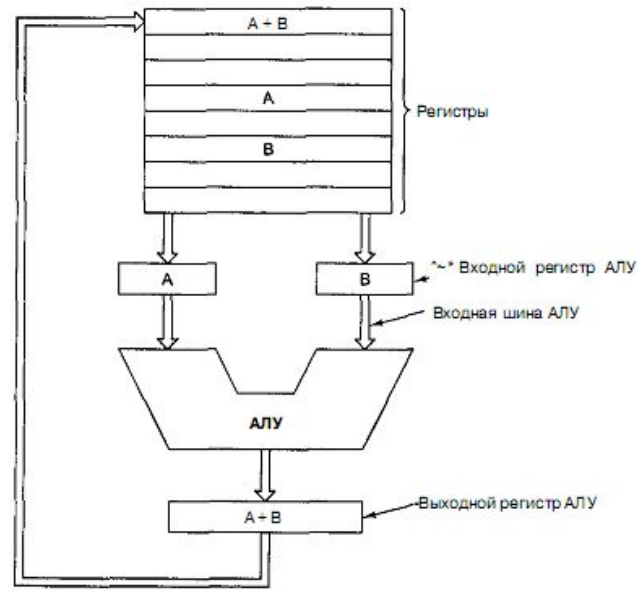 A + B
A
Регистры
B
A
B
^~* Входной регистр АЛУ
Входная шина АЛУ
АЛУ
A + B
Выходной регистр АЛУ